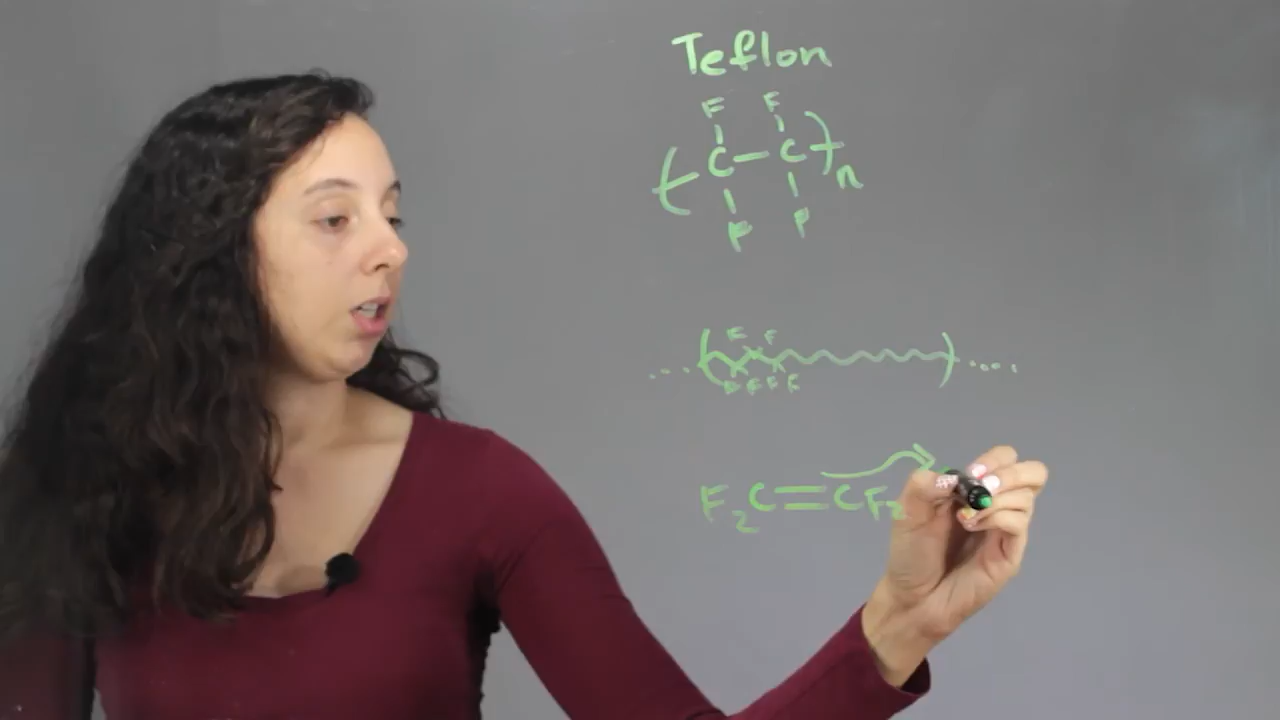 Teflon
F F
( C — C )n
F F
F F
....( )....
F F F F
F₂C=CF₂